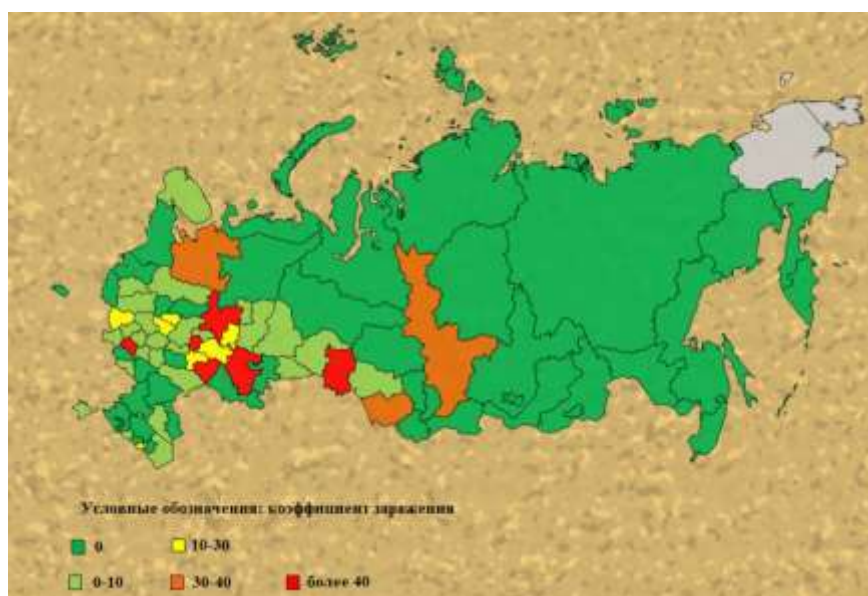 Условные обозначения: коэффициент заражения
0 10-30
0-10 30-40 более 40